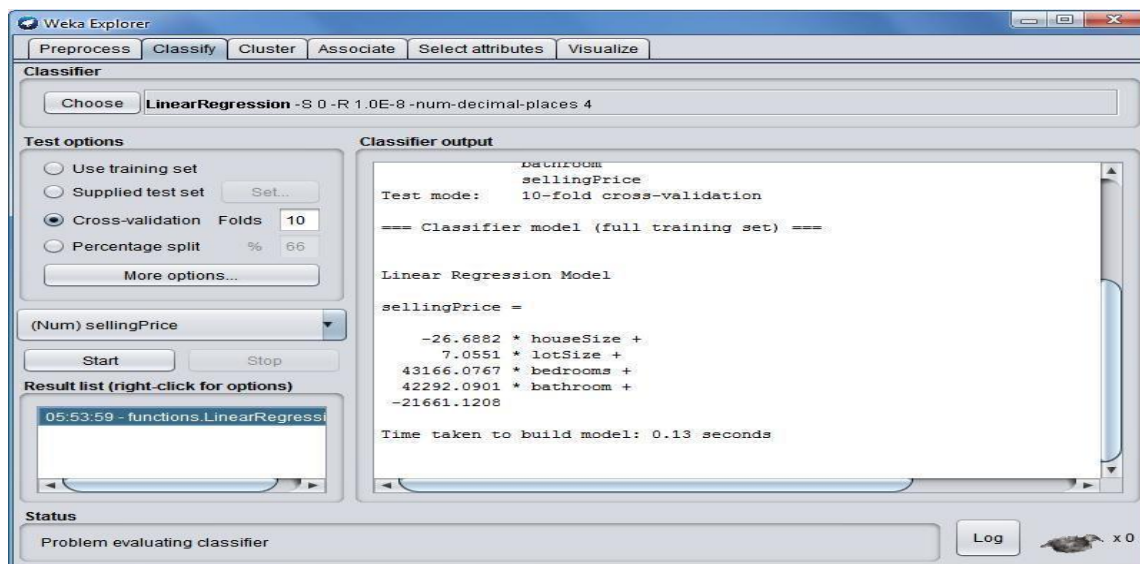 Weka Explorer
Preprocess Classify Cluster Associate Select attributes Visualize
Classifier
Choose LinearRegression -S 0 -R 1.0E-8 -num-decimal-places 4
Test options
Use training set
Supplied test set Set...
Cross-validation Folds 10
Percentage split % 66
More options...
(Num) sellingPrice
Start Stop
Result list (right-click for options)
05:53:59 - functions.LinearRegressi
Classifier output
bathroom
sellingPrice
Test mode: 10-fold cross-validation
=== Classifier model (full training set) ===
Linear Regression Model
sellingPrice =
-26.6882 * houseSize +
7.0551 * lotSize +
43166.0767 * bedrooms +
42292.0901 * bathroom +
-21661.1208
Time taken to build model: 0.13 seconds
Status
Problem evaluating classifier
Log
x 0